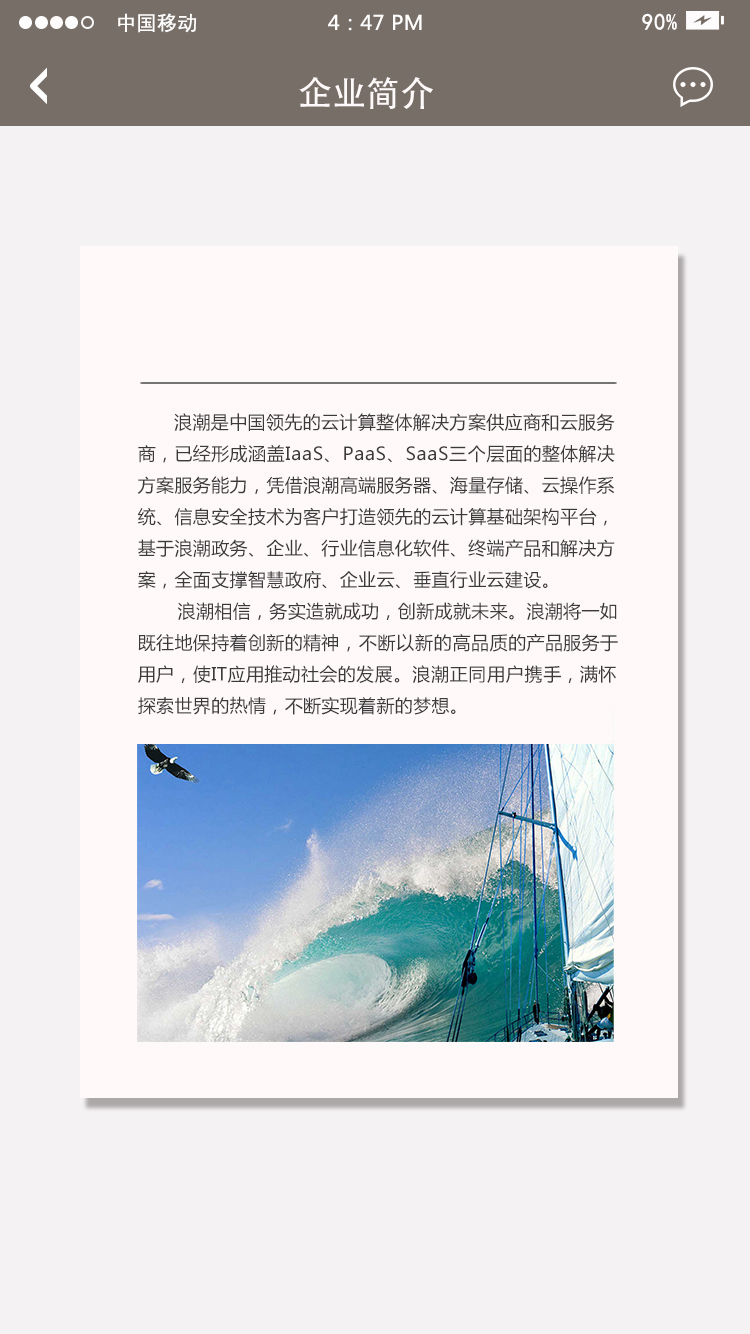 中国移动 4 : 47 PM 90%
企业简介
浪潮是中国领先的云计算整体解决方案供应商和云服务
商，已经形成涵盖IaaS、PaaS、SaaS三个层面的整体解决
方案服务能力，凭借浪潮高端服务器、海量存储、云操作系
统、信息安全技术为客户打造领先的云计算基础架构平台，
基于浪潮政务、企业、行业信息化软件、终端产品和解决方
案，全面支撑智慧政府、企业云、垂直行业云建设。
浪潮相信，务实造就成功，创新成就未来。浪潮将一如
既往地保持着创新的精神，不断以新的高品质的产品服务于
用户，使IT应用推动社会的发展。浪潮正同用户携手，满怀
探索世界的热情，不断实现着新的梦想。